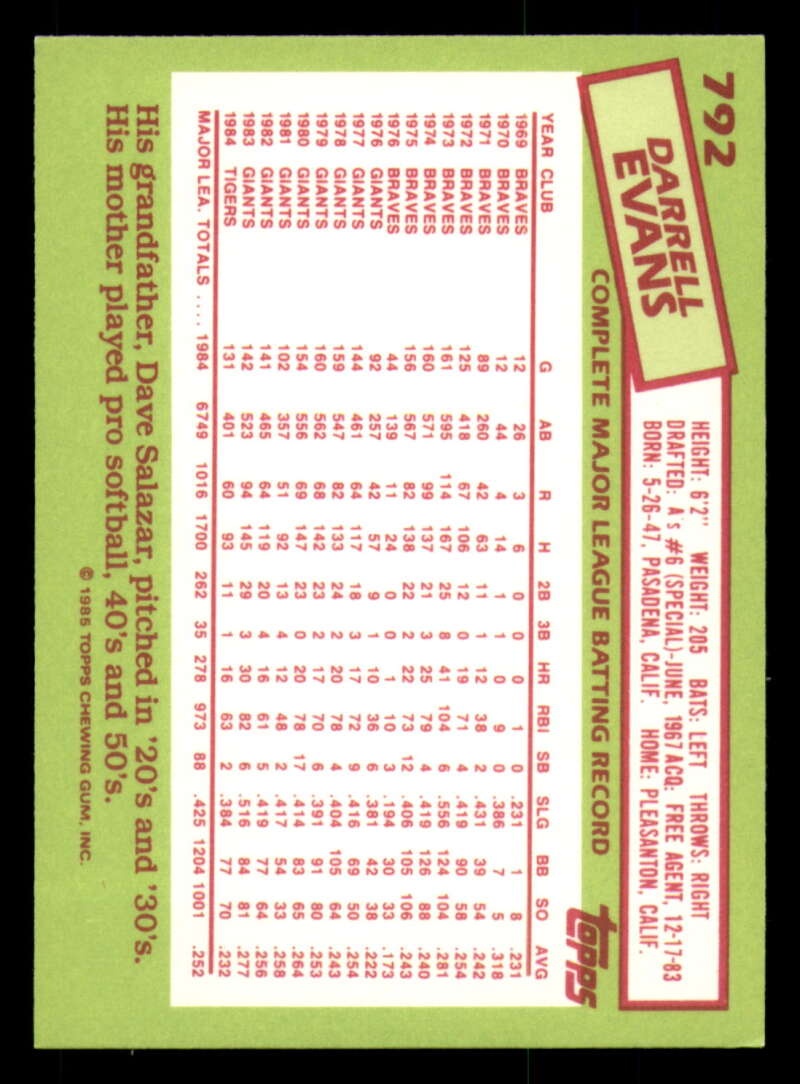 792
DARRELL
EVANS
HEIGHT: 6'2" WEIGHT: 205 BATS: LEFT THROWS: RIGHT
DRAFTED: A's #6 (SPECIAL)-JUNE, 1967 ACQ: FREE AGENT, 12-17-83
BORN: 5-26-47, PASADENA, CALIF. HOME: PLEASANTON, CALIF.
COMPLETE MAJOR LEAGUE BATTING RECORD
topps
YEAR CLUB G AB R H 2B 3B HR RBI SB SLG BB SO AVG
1969 BRAVES 12 26 3 6 0 0 0 1 0 .231 1 8 .231
1970 BRAVES 12 44 4 14 1 1 0 9 0 .386 7 5 .318
1971 BRAVES 89 260 42 63 11 1 12 38 2 .431 39 54 .242
1972 BRAVES 125 418 67 106 12 0 19 71 4 .419 90 58 .254
1973 BRAVES 161 595 114 167 25 8 41 104 6 .556 124 104 .281
1974 BRAVES 160 571 99 137 21 3 25 79 4 .419 126 88 .240
1975 BRAVES 156 567 82 138 22 2 22 73 12 .406 105 106 .243
1976 BRAVES 44 139 11 24 0 0 1 10 3 .194 30 33 .173
1976 GIANTS 92 257 42 57 9 1 10 36 6 .381 42 38 .222
1977 GIANTS 144 461 64 117 18 3 17 72 9 .416 69 50 .254
1978 GIANTS 159 547 82 133 24 2 20 78 4 .404 105 64 .243
1979 GIANTS 160 562 68 142 23 2 17 70 6 .391 91 80 .253
1980 GIANTS 154 556 69 147 23 0 20 78 17 .414 83 65 .264
1981 GIANTS 102 357 51 92 13 4 12 48 2 .417 54 33 .258
1982 GIANTS 141 465 64 119 20 4 16 61 5 .419 77 64 .256
1983 GIANTS 142 523 94 145 29 3 30 82 6 .516 84 81 .277
1984 TIGERS 131 401 60 93 11 1 16 63 2 .384 77 70 .232
MAJOR LEA. TOTALS .... 1984 6749 1016 1700 262 35 278 973 88 .425 1204 1001 .252
His grandfather, Dave Salazar, pitched in '20's and '30's.
His mother played pro softball, 40's and 50's.
© 1985 TOPPS CHEWING GUM, INC.